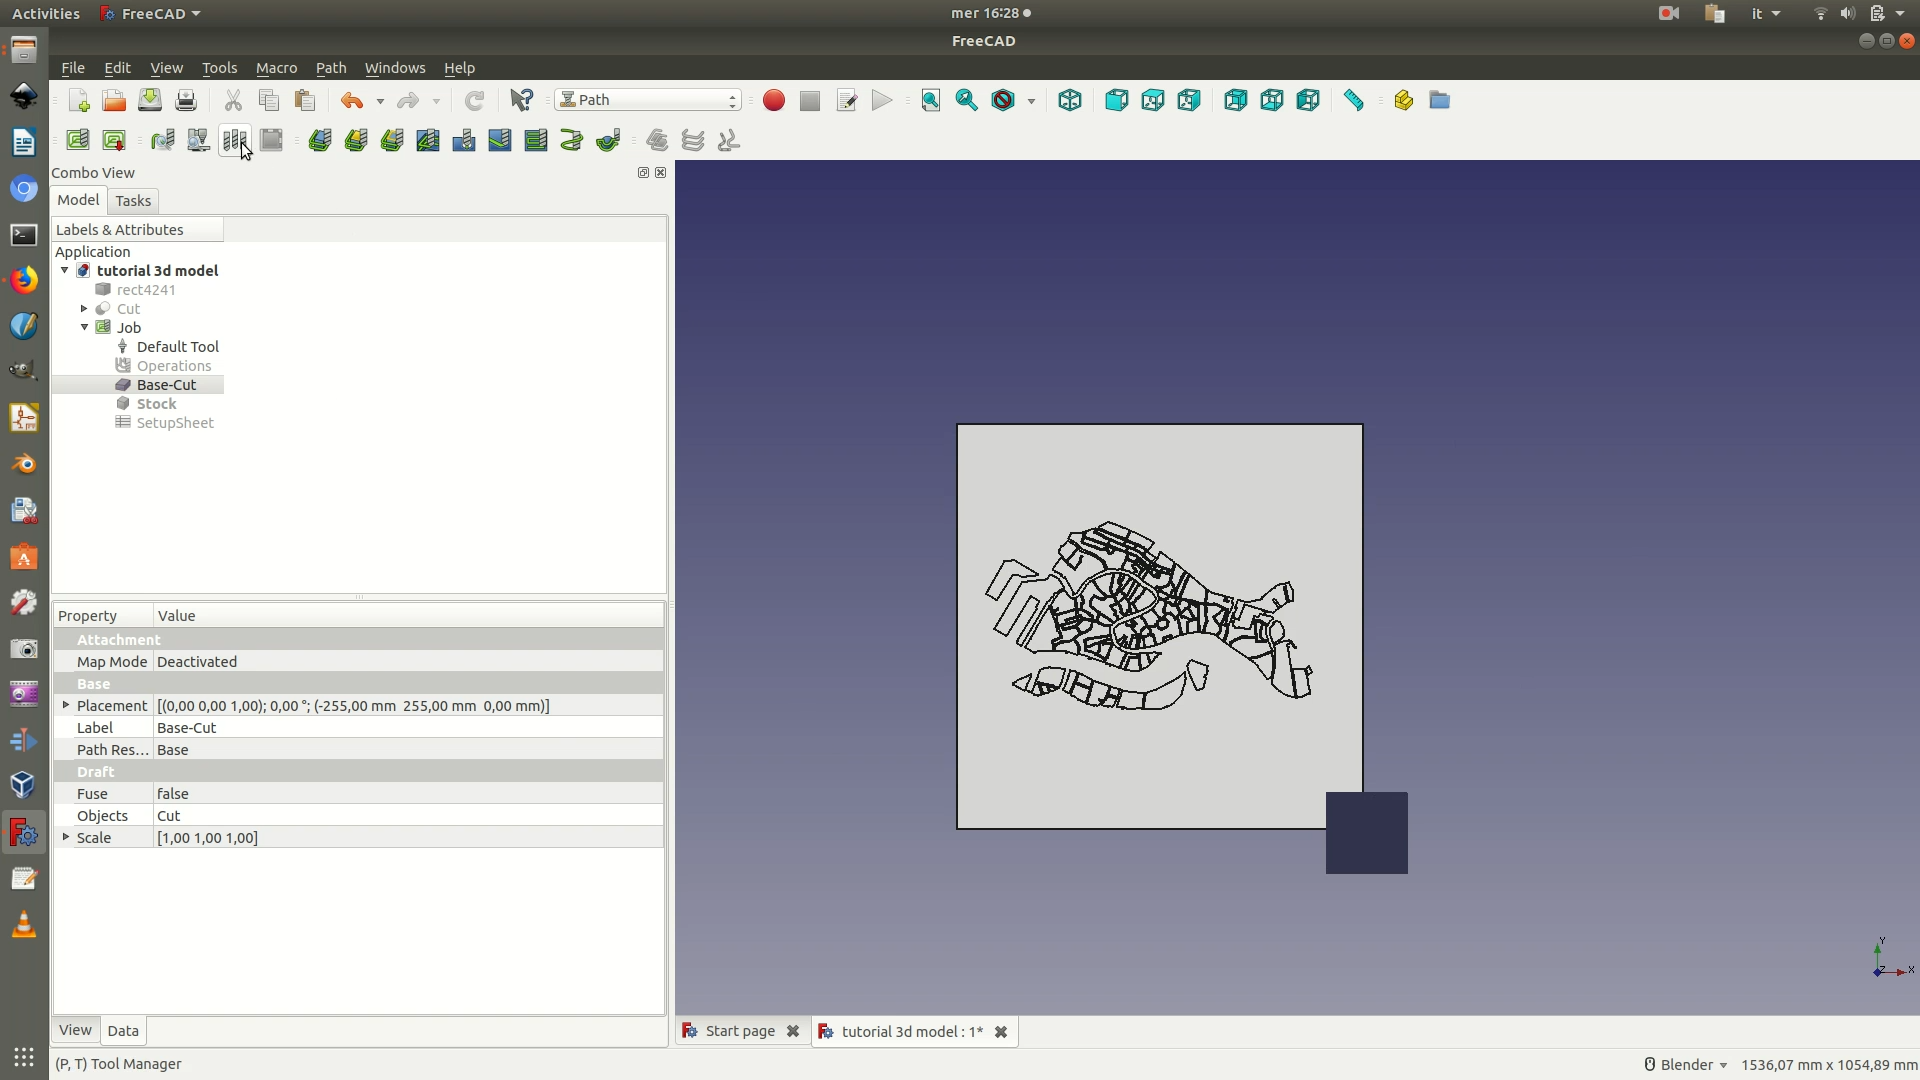 Activities FreeCAD mer 16:28 it
FreeCAD
File Edit View Tools Macro Path Windows Help
Path
Combo View
Model Tasks
Labels & Attributes
Application
tutorial 3d model
rect4241
Cut
Job
Default Tool
Operations
Base-Cut
Stock
SetupSheet
Property Value
Attachment
Map Mode Deactivated
Base
Placement [(0,00 0,00 1,00); 0,00 °; (-255,00 mm 255,00 mm 0,00 mm)]
Label Base-Cut
Path Res... Base
Draft
Fuse false
Objects Cut
Scale [1,00 1,00 1,00]
Y
Z X
View Data
Start page tutorial 3d model : 1*
(P, T) Tool Manager Blender 1536,07 mm x 1054,89 mm